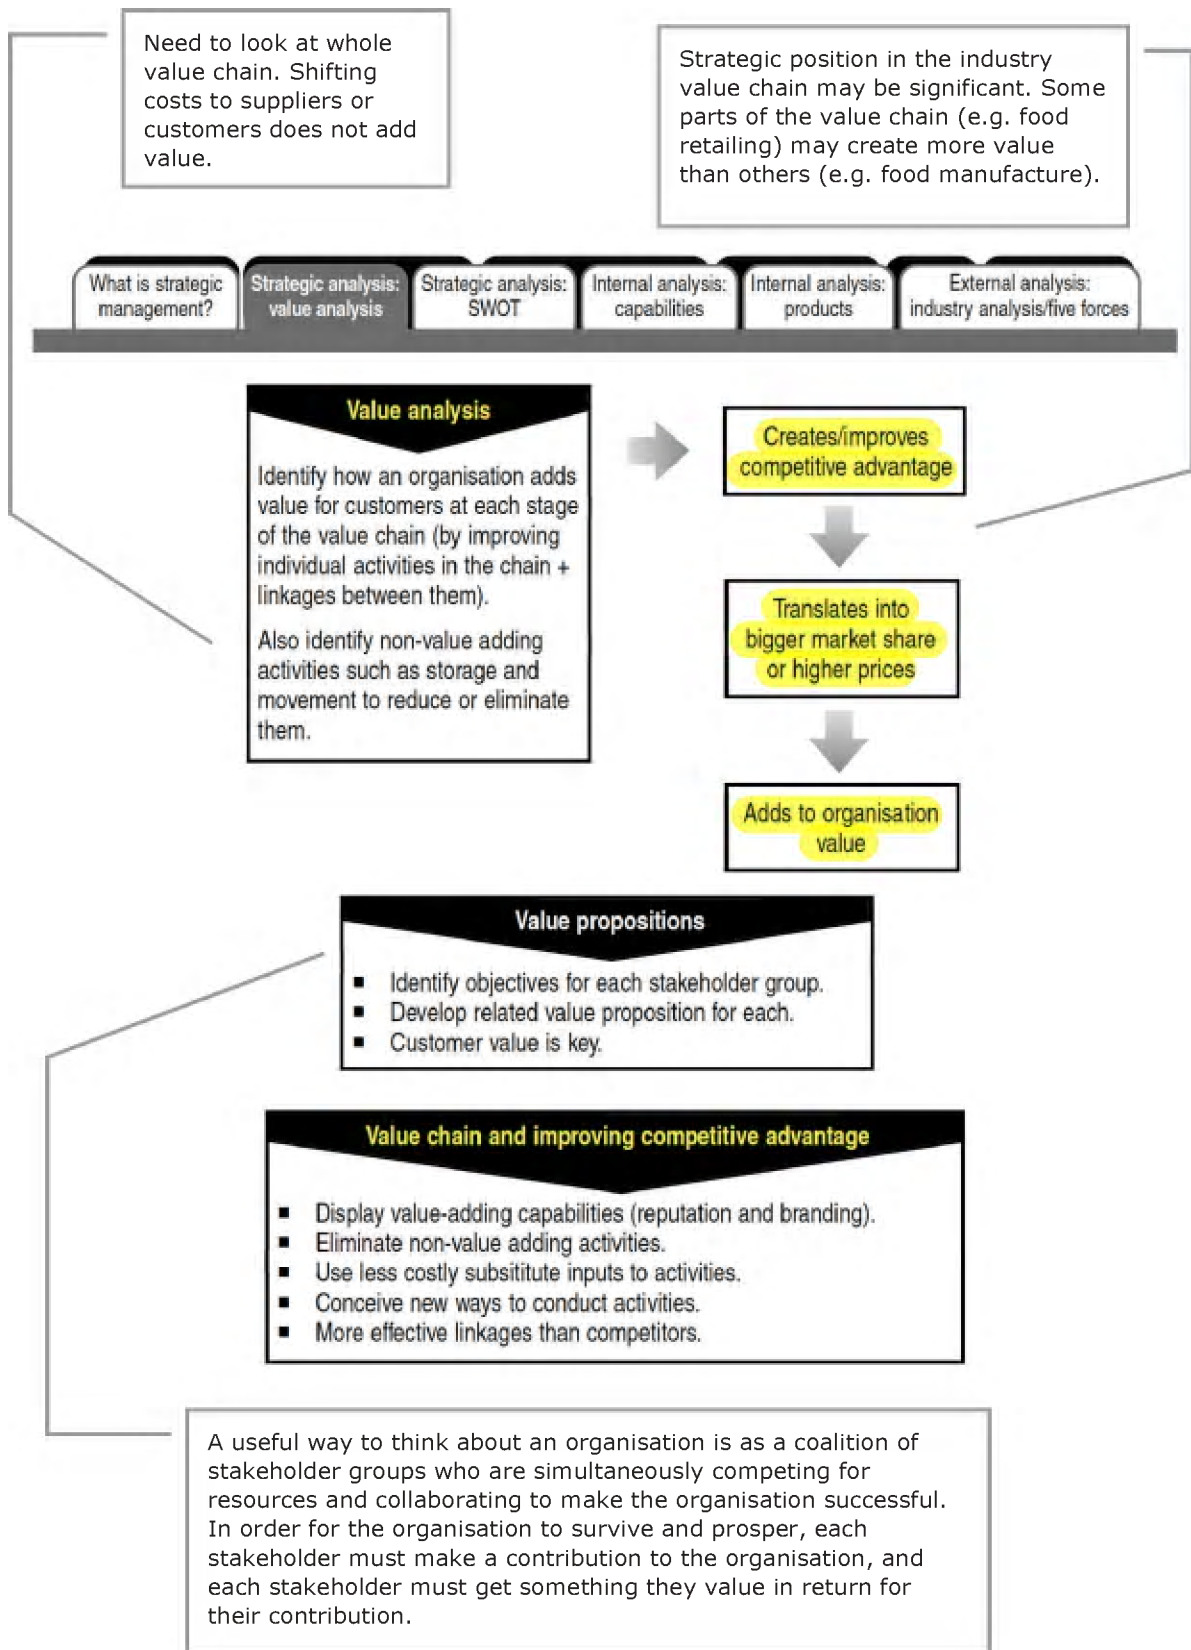 Need to look at whole
value chain. Shifting
costs to suppliers or
customers does not add
value.
Strategic position in the industry
value chain may be significant. Some
parts of the value chain (e.g. food
retailing) may create more value
than others (e.g. food manufacture).
What is strategic
management?
Strategic analysis:
value analysis
Strategic analysis:
SWOT
Internal analysis:
capabilities
Internal analysis:
products
External analysis:
industry analysis/five forces
Value analysis
Identify how an organisation adds
value for customers at each stage
of the value chain (by improving
individual activities in the chain +
linkages between them).
Also identify non-value adding
activities such as storage and
movement to reduce or eliminate
them.
Creates/improves
competitive advantage
Translates into
bigger market share
or higher prices
Adds to organisation
value
Value propositions
■ Identify objectives for each stakeholder group.
■ Develop related value proposition for each.
■ Customer value is key.
Value chain and improving competitive advantage
■ Display value-adding capabilities (reputation and branding).
■ Eliminate non-value adding activities.
■ Use less costly subsititute inputs to activities.
■ Conceive new ways to conduct activities.
■ More effective linkages than competitors.
A useful way to think about an organisation is as a coalition of
stakeholder groups who are simultaneously competing for
resources and collaborating to make the organisation successful.
In order for the organisation to survive and prosper, each
stakeholder must make a contribution to the organisation, and
each stakeholder must get something they value in return for
their contribution.